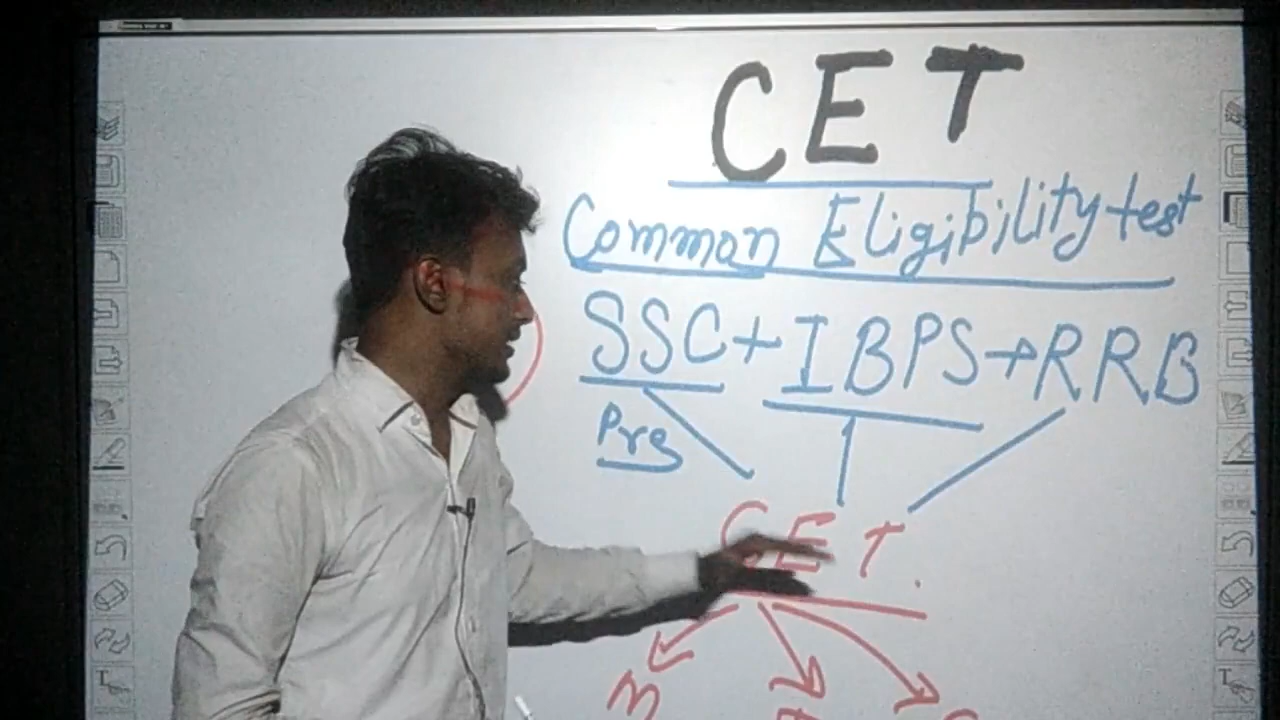 CET
Common Eligibility test
SSC + IBPS + RRB
Pre
CET
M